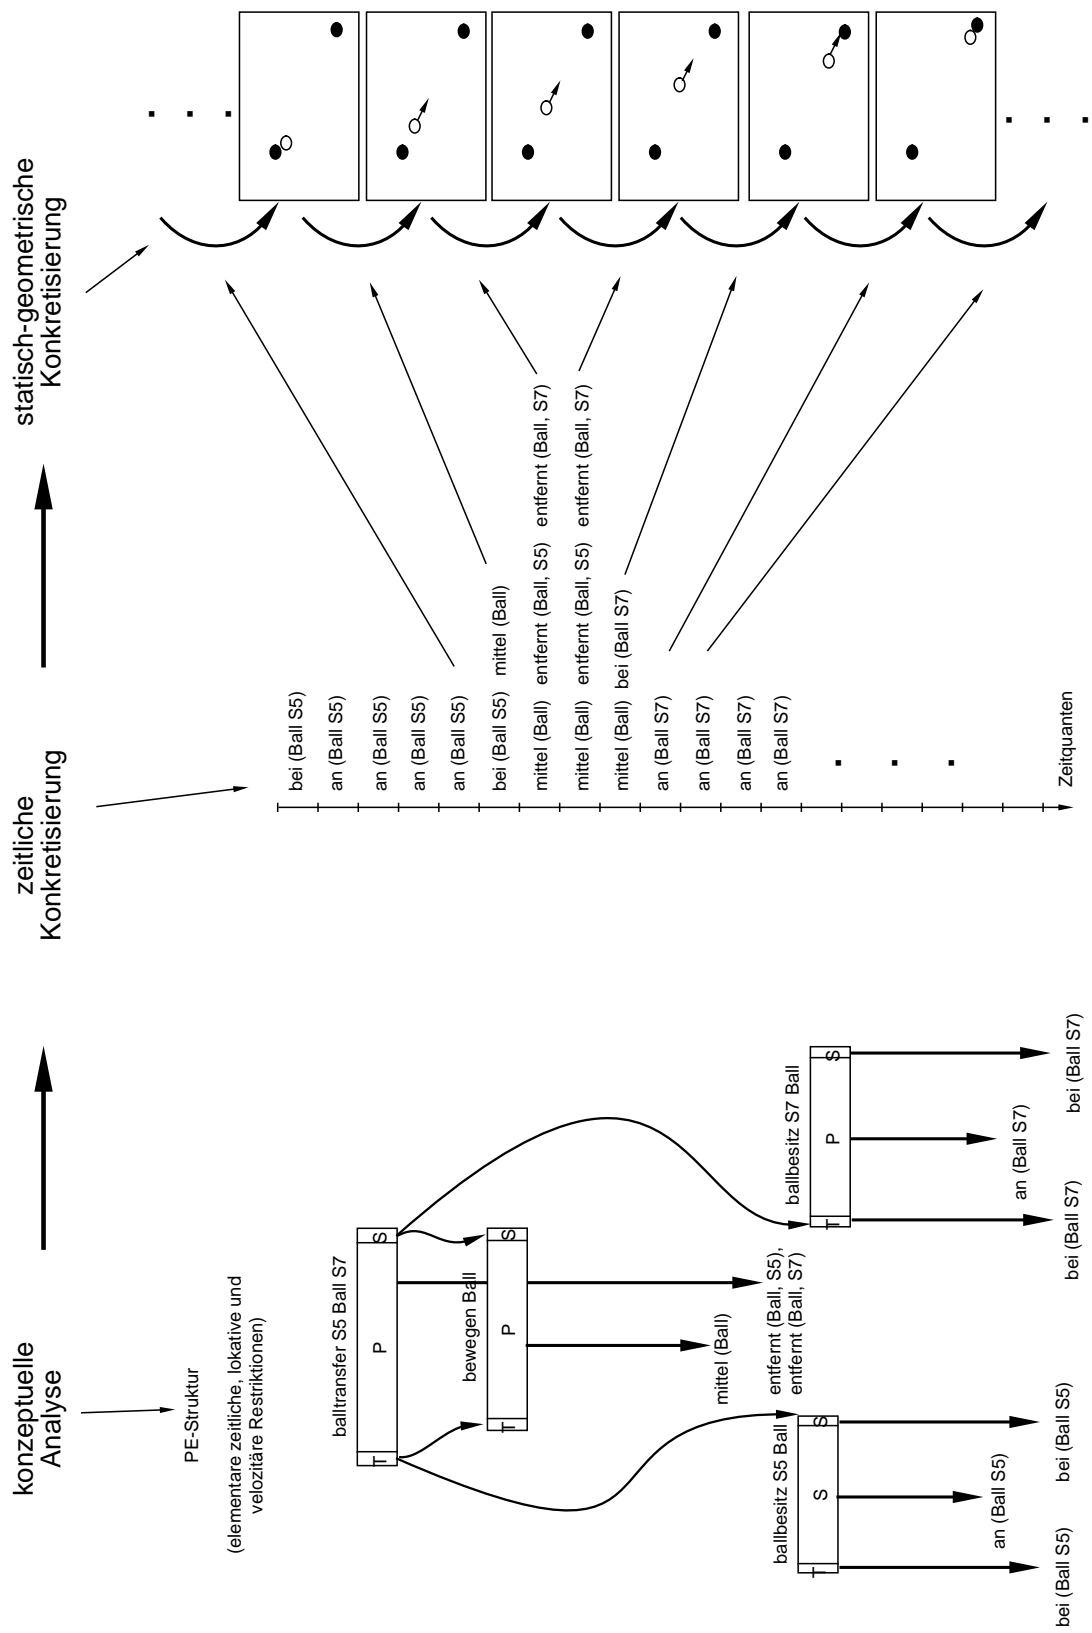 konzeptuelle
Analyse
zeitliche
Konkretisierung
statisch-geometrische
Konkretisierung
PE-Struktur
(elementare zeitliche, lokative und
velozitäre Restriktionen)
balltransfer S5 Ball S7
T P S
bewegen Ball
T P S
mittel (Ball)
entfernt (Ball, S5),
entfernt (Ball, S7)
ballbesitz S5 Ball
T S S
bei (Ball S5)
an (Ball S5)
bei (Ball S5)
ballbesitz S7 Ball
T P S
bei (Ball S7)
an (Ball S7)
bei (Ball S7)
bei (Ball S5)
an (Ball S5)
an (Ball S5)
an (Ball S5)
an (Ball S5)
bei (Ball S5) mittel (Ball)
mittel (Ball) entfernt (Ball, S5) entfernt (Ball, S7)
mittel (Ball) entfernt (Ball, S5) entfernt (Ball, S7)
mittel (Ball) bei (Ball S7)
an (Ball S7)
an (Ball S7)
an (Ball S7)
an (Ball S7)
Zeitquanten